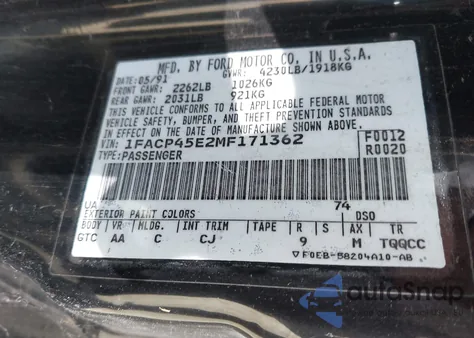 MFD. BY FORD MOTOR CO. IN U.S.A.
DATE: 05/91 GVWR: 4230LB/1918KG
FRONT GAWR: 2262LB 1026KG
REAR GAWR: 2031LB 921KG
THIS VEHICLE CONFORMS TO ALL APPLICABLE FEDERAL MOTOR
VEHICLE SAFETY, BUMPER, AND THEFT PREVENTION STANDARDS
IN EFFECT ON THE DATE OF MANUFACTURE SHOWN ABOVE
VIN: 1FACP45E2MF171362 F0012
TYPE: PASSENGER R0020
UA 74
EXTERIOR PAINT COLORS DSO
BODY VR MLDG. INT TRIM TAPE R S AX TR
GTC AA C CJ 9 M TQQCC
F0EB-58204A10-AB
autoSnap